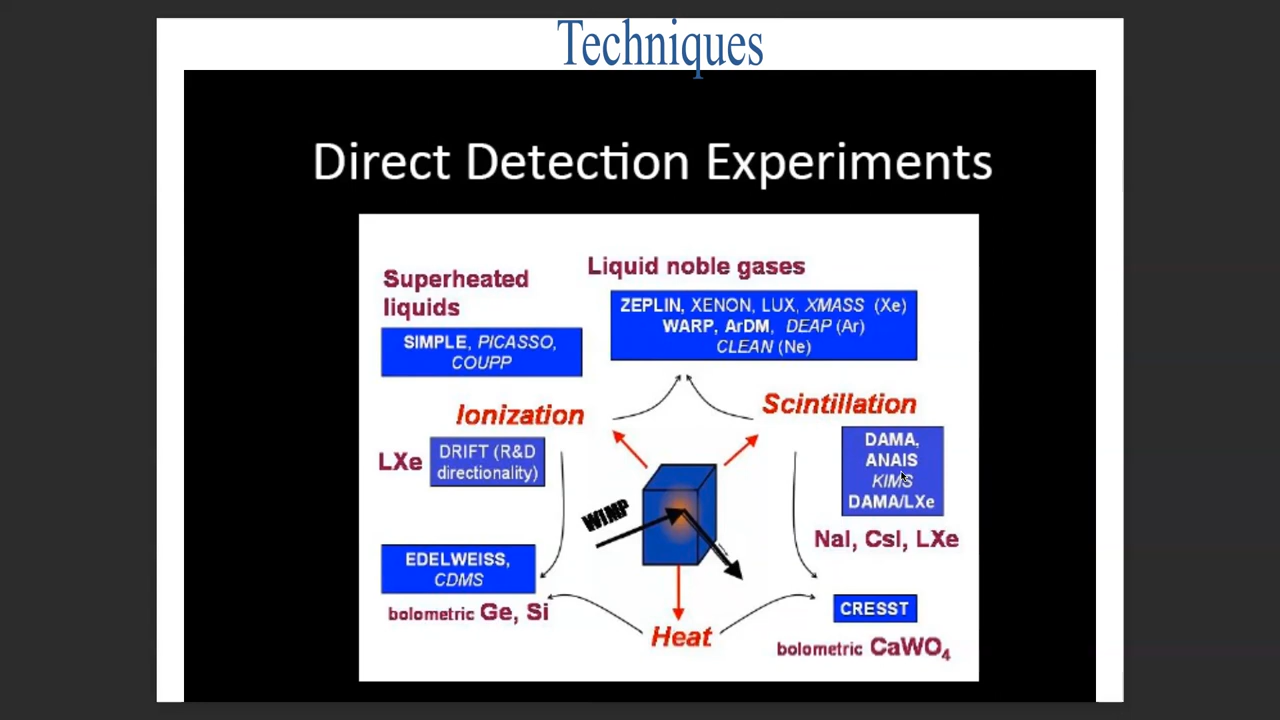 Techniques
Direct Detection Experiments
Superheated
liquids
SIMPLE, PICASSO,
COUPP
Liquid noble gases
ZEPLIN, XENON, LUX, XMASS (Xe)
WARP, ArDM, DEAP (Ar)
CLEAN (Ne)
Ionization
Scintillation
LXe
DRIFT (R&D
directionality)
DAMA,
ANAIS
KIMS
DAMA/LXe
NaI, CsI, LXe
WIMP
EDELWEISS,
CDMS
bolometric Ge, Si
Heat
CRESST
bolometric CaWO₄